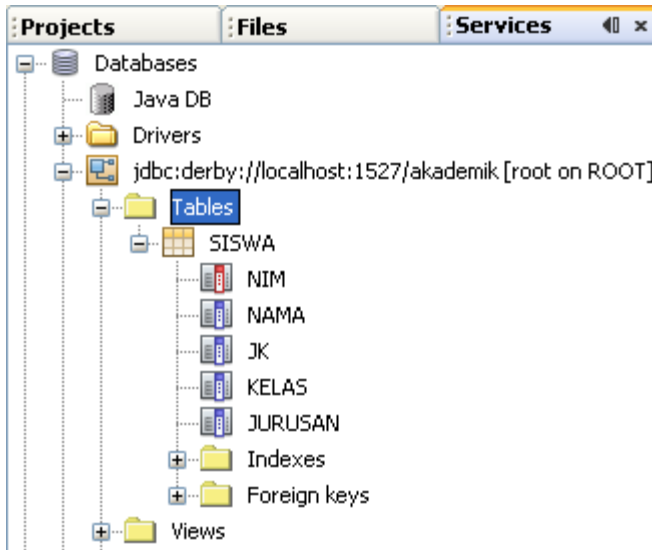 Projects Files Services
Databases
Java DB
Drivers
jdbc:derby://localhost:1527/akademik [root on ROOT]
Tables
SISWA
NIM
NAMA
JK
KELAS
JURUSAN
Indexes
Foreign keys
Views